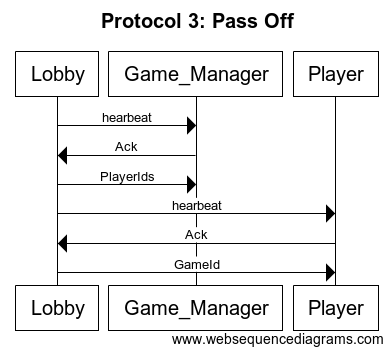 Protocol 3: Pass Off
Lobby Game_Manager Player
hearbeat
Ack
PlayerIds
hearbeat
Ack
GameId
Lobby Game_Manager Player
www.websequencediagrams.com